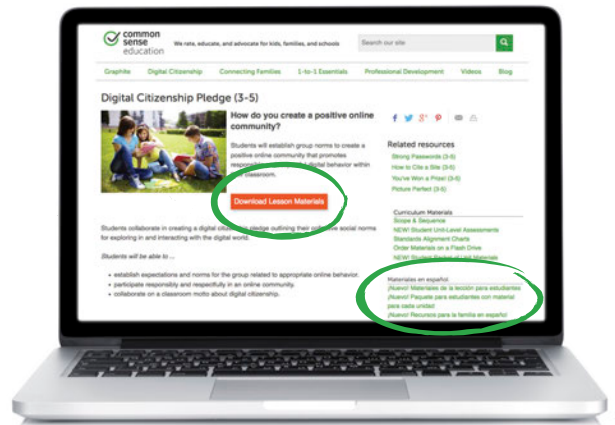 common
sense
education
We rate, educate, and advocate for kids, families, and schools
Search our site
Graphite Digital Citizenship Connecting Families 1-to-1 Essentials Professional Development Videos Blog
Digital Citizenship Pledge (3-5)
How do you create a positive online
community?
Students will establish group norms to create a
positive online community that promotes
digital behavior within
classroom.
Download Lesson Materials
Students collaborate in creating a digital citizenship pledge outlining their collective social norms
for exploring in and interacting with the
digital world.
Students will be able to ...
• establish expectations and norms for the group related to appropriate online behavior.
• participate responsibly and respectfully in an online community.
• collaborate on a classroom motto about digital citizenship.
Related resources
Strong Passwords (3-5)
How to Cite a Site (3-5)
You've Won a Prize! (3-5)
Picture Perfect (3-5)
Curriculum Materials
Scope & Sequence
NEW! Student Unit-Level Assessments
Standards Alignment Charts
Order Materials on a Flash Drive
NEW! Student Packet of Unit Materials
Materiales en español
¡Nuevo! Materiales de la lección para estudiantes
¡Nuevo! Paquete para estudiantes con material
para cada unidad
¡Nuevo! Recursos para la familia en español